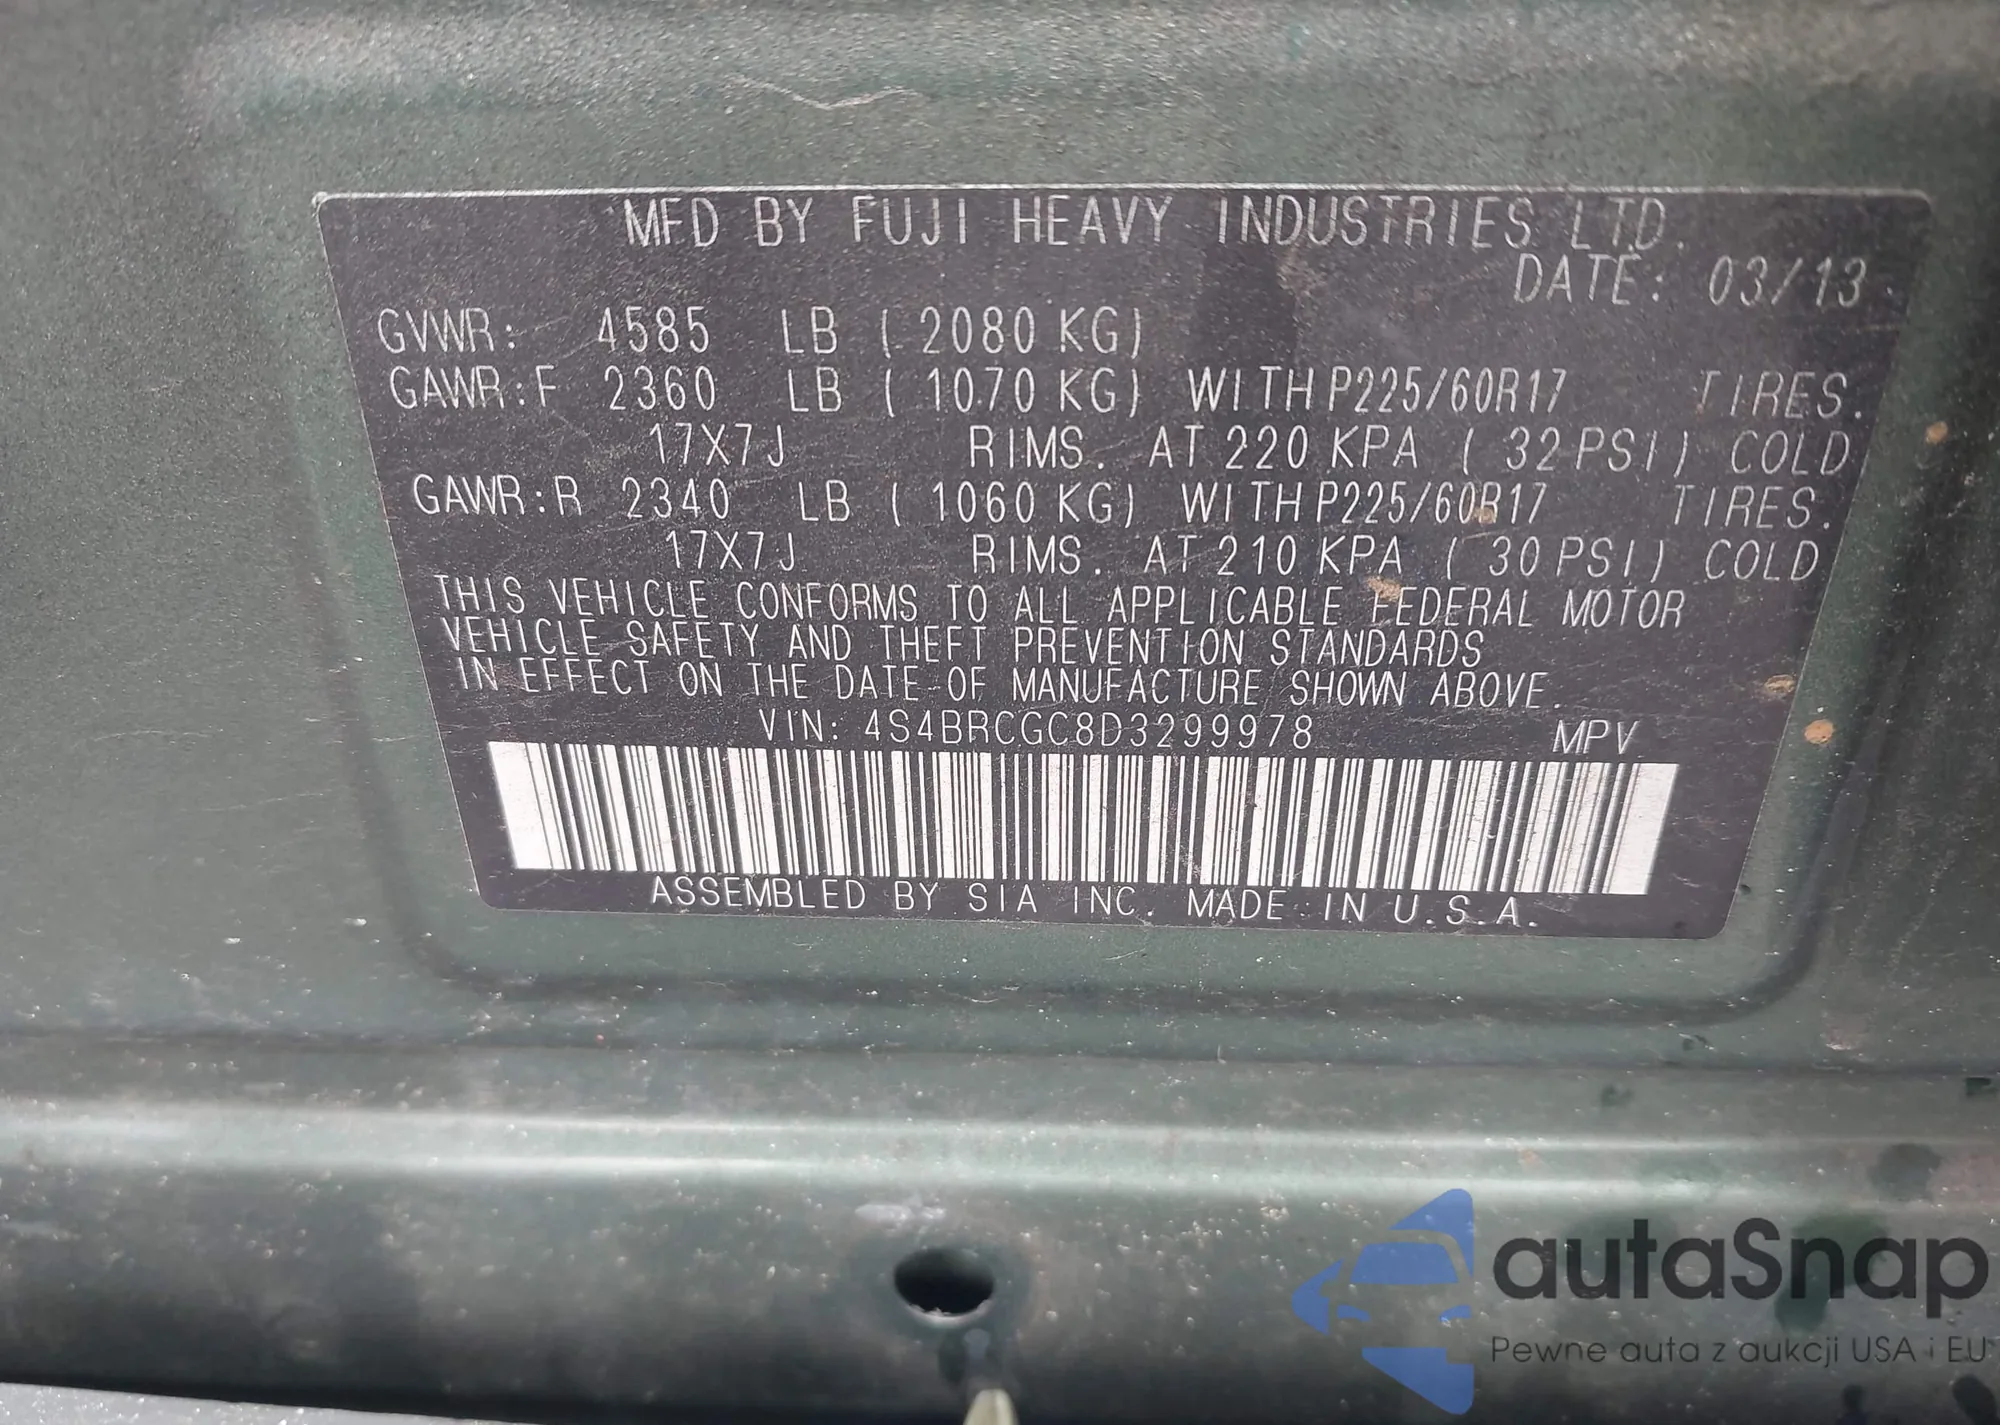 MFD BY FUJI HEAVY INDUSTRIES LTD.
DATE: 03/13
GVWR: 4585 LB ( 2080 KG)
GAWR:F 2360 LB ( 1070 KG) WITH P225/60R17 TIRES.
17X7J RIMS. AT 220 KPA ( 32 PSI) COLD
GAWR:R 2340 LB ( 1060 KG) WITH P225/60R17 TIRES.
17X7J RIMS. AT 210 KPA ( 30 PSI) COLD
THIS VEHICLE CONFORMS TO ALL APPLICABLE FEDERAL MOTOR
VEHICLE SAFETY AND THEFT PREVENTION STANDARDS
IN EFFECT ON THE DATE OF MANUFACTURE SHOWN ABOVE.
VIN: 4S4BRCGC8D3299978 MPV
ASSEMBLED BY SIA INC. MADE IN U.S.A.
autaSnap
Pewne auta z aukcji USA i EU